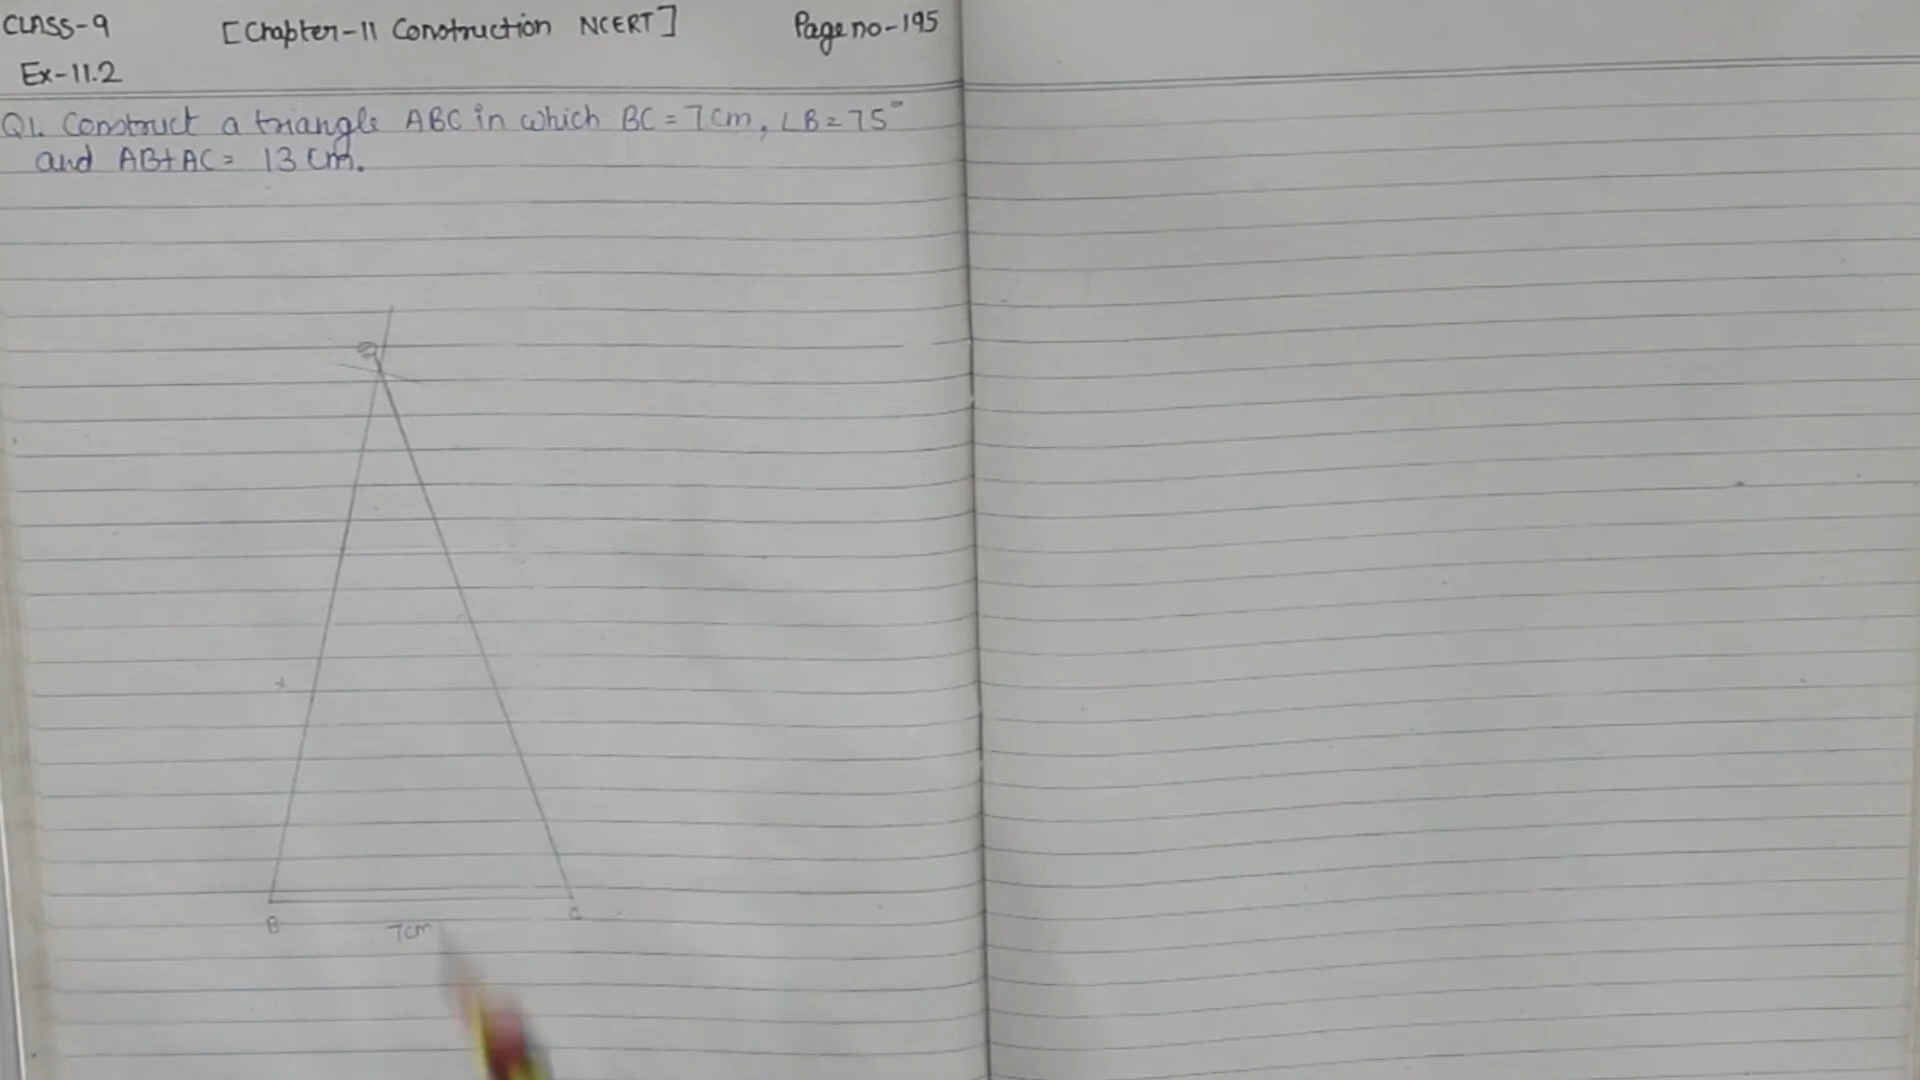 CLASS-9 [Chapter-11 Construction NCERT] Page no-195
Ex-11.2
Q1. Construct a triangle ABC in which BC = 7cm, ∠B = 75°
and AB+AC = 13 cm.
B C
7cm